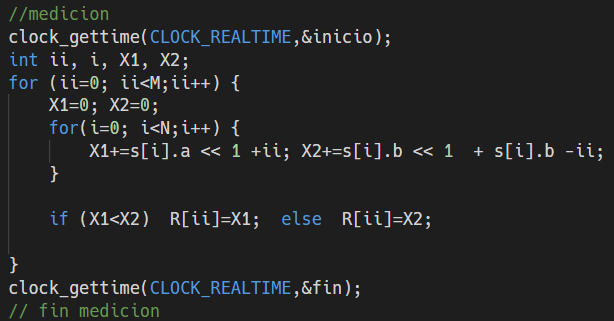 //medicion
clock_gettime(CLOCK_REALTIME,&inicio);
int ii, i, X1, X2;
for (ii=0; ii<M;ii++) {
    X1=0; X2=0;
    for(i=0; i<N;i++) {
        X1+=s[i].a << 1 +ii; X2+=s[i].b << 1  + s[i].b -ii;
    }
    if (X1<X2)  R[ii]=X1;  else  R[ii]=X2;
}
clock_gettime(CLOCK_REALTIME,&fin);
// fin medicion